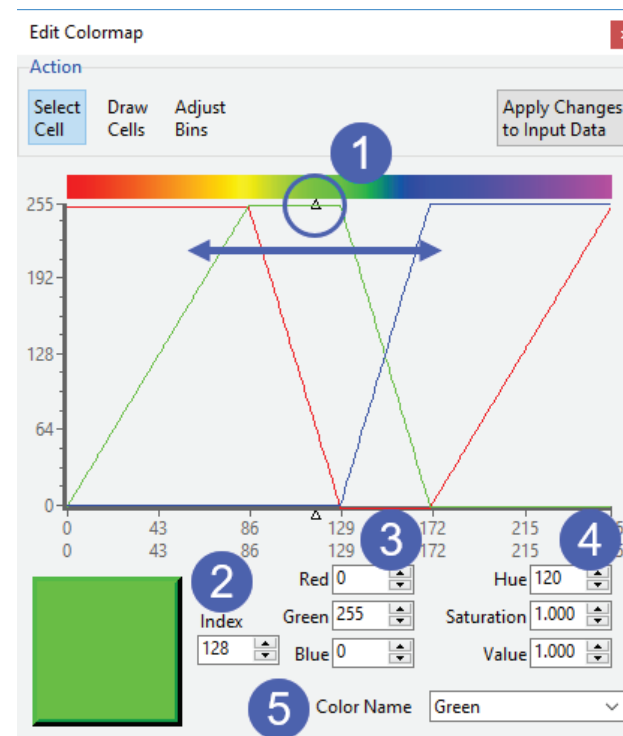 Edit Colormap
Action
Select Draw Adjust Apply Changes
Cell Cells Bins to Input Data
1
255
192
128
64
0
0 43 86 129 172 215
0 43 86 129 172 215
3
4
2
Red 0 Hue 120
Index Green 255 Saturation 1.000
128 Blue 0 Value 1.000
5 Color Name Green